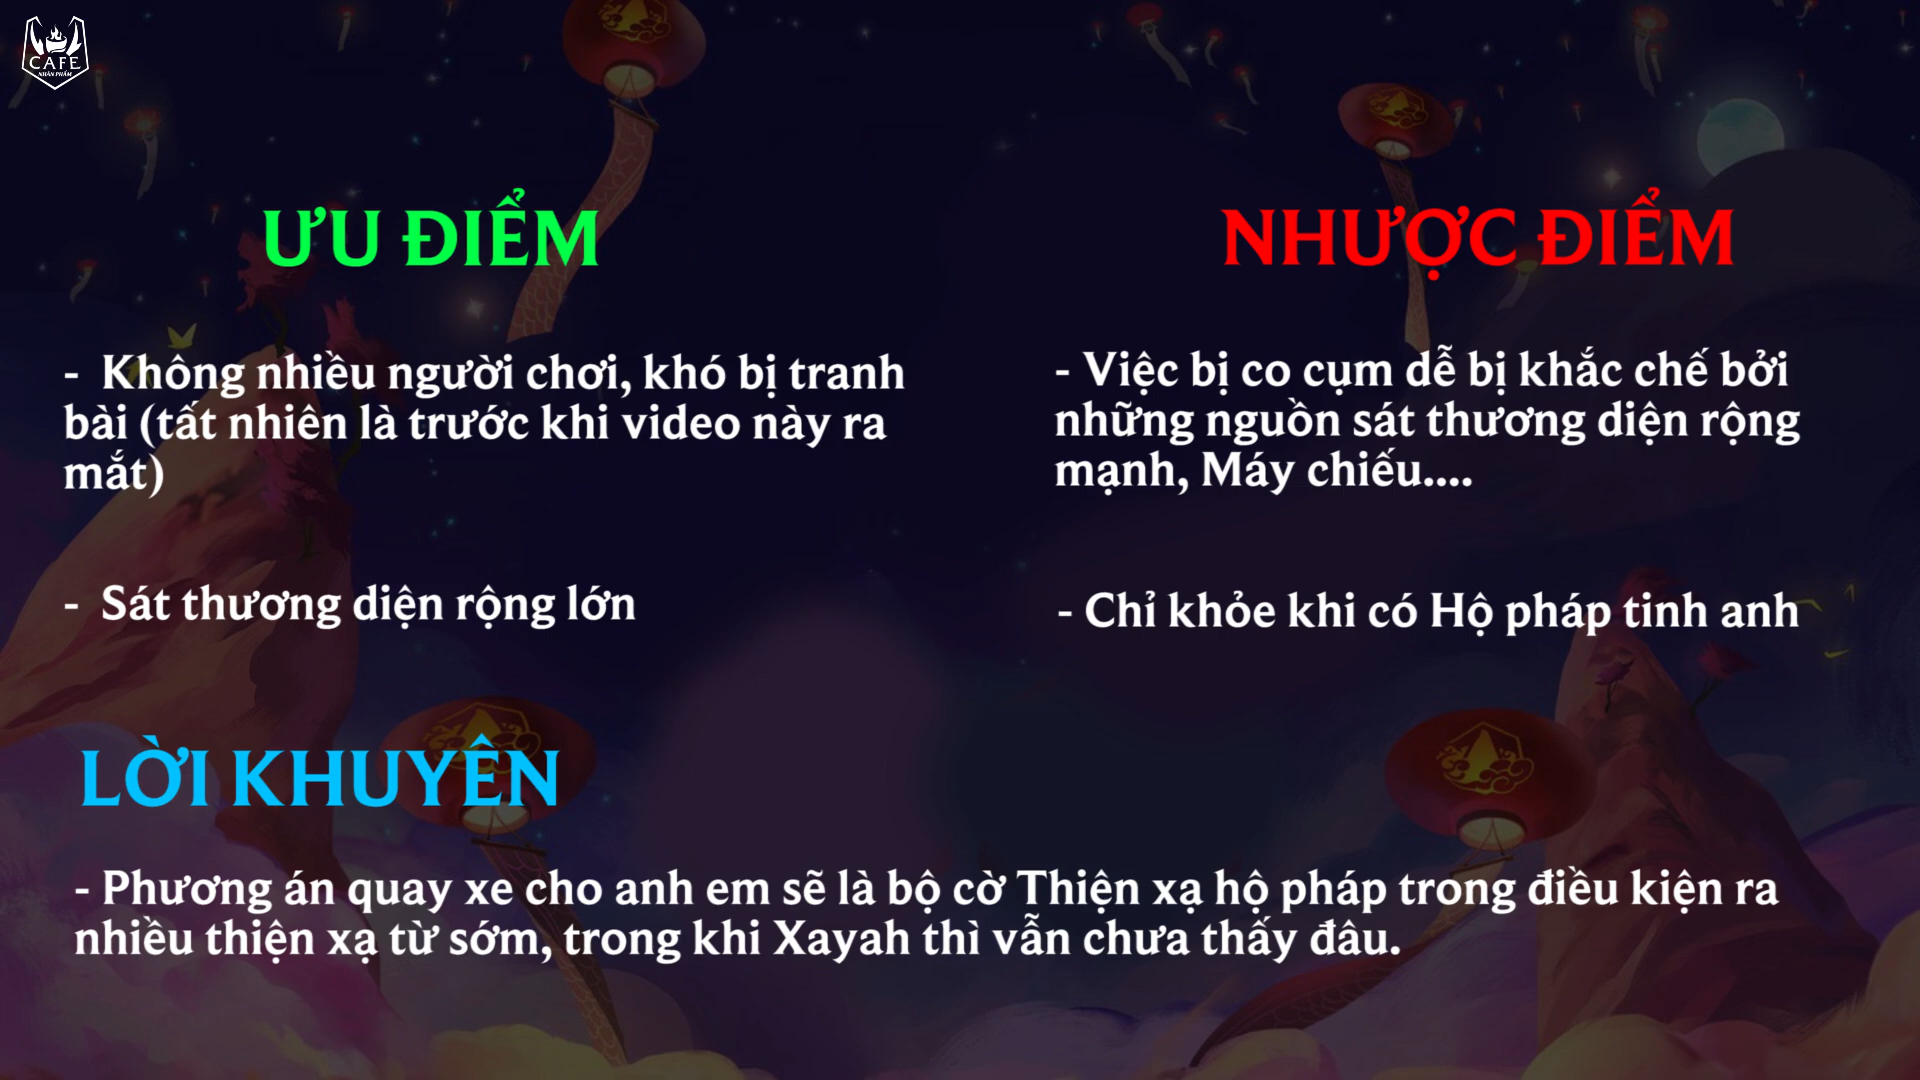 CAFE
NHÂN PHẨM
ƯU ĐIỂM
-  Không nhiều người chơi, khó bị tranh
bài (tất nhiên là trước khi video này ra
mắt)
-  Sát thương diện rộng lớn
NHƯỢC ĐIỂM
- Việc bị co cụm dễ bị khắc chế bởi
những nguồn sát thương diện rộng
mạnh, Máy chiếu....
- Chỉ khỏe khi có Hộ pháp tinh anh
LỜI KHUYÊN
- Phương án quay xe cho anh em sẽ là bộ cờ Thiện xạ hộ pháp trong điều kiện ra
nhiều thiện xạ từ sớm, trong khi Xayah thì vẫn chưa thấy đâu.